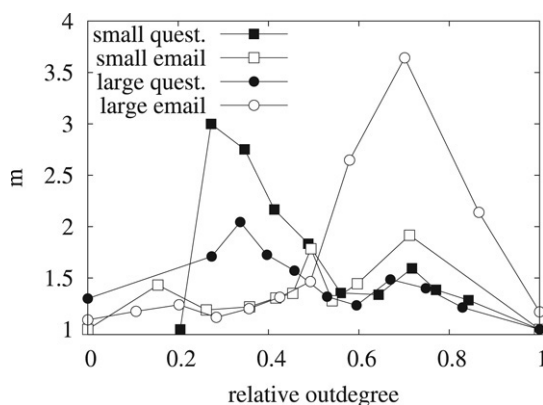 4
3.5
3
2.5
2
1.5
1
m
small quest.
small email
large quest.
large email
0 0.2 0.4 0.6 0.8 1
relative outdegree